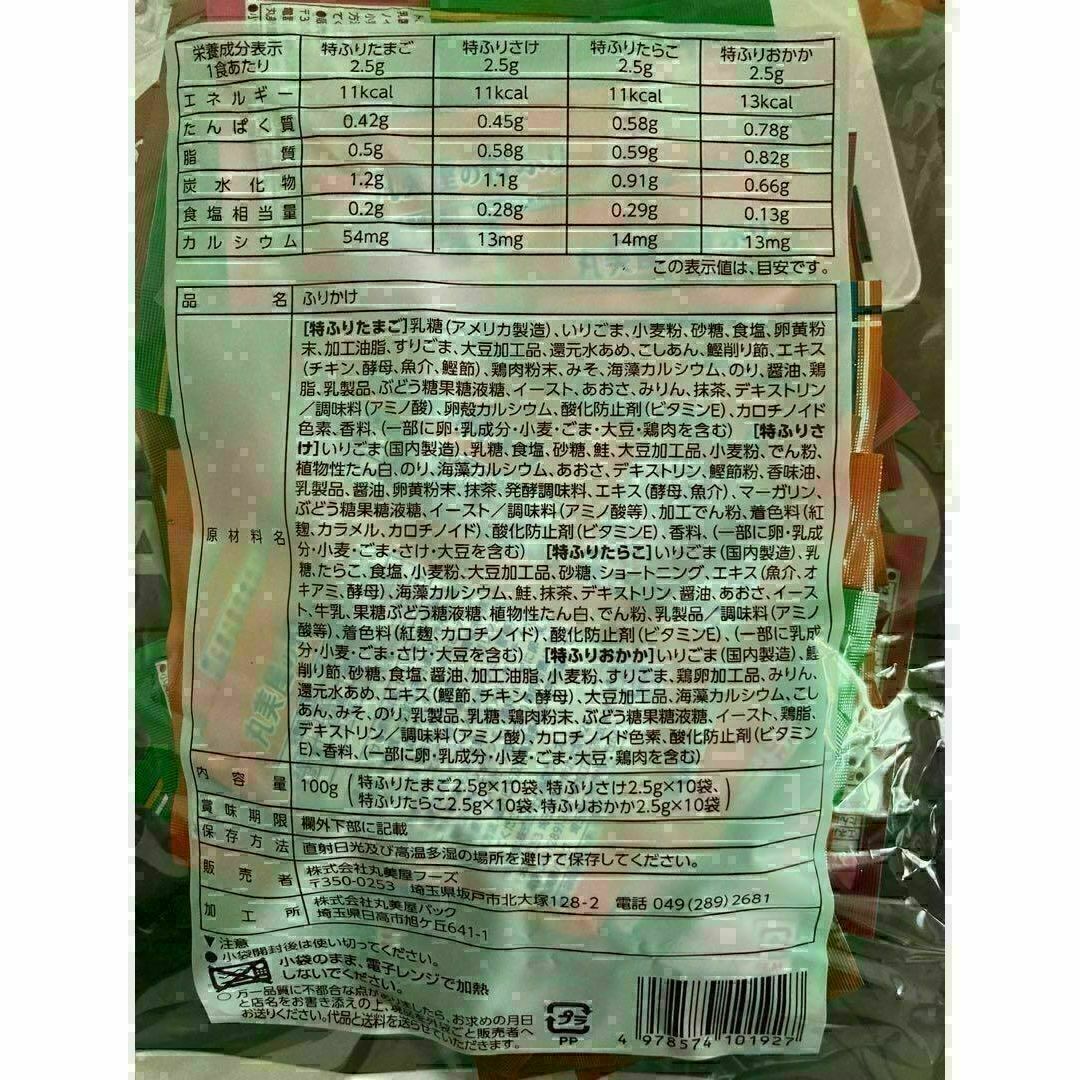 栄養成分表示 1食あたり 特ふりたまご 2.5g 特ふりさけ 2.5g 特ふりたらこ 2.5g 特ふりおかか 2.5g
エネルギー 11kcal 11kcal 11kcal 13kcal
たんぱく質 0.42g 0.45g 0.58g 0.78g
脂質 0.5g 0.58g 0.59g 0.82g
炭水化物 1.2g 1.1g 0.91g 0.66g
食塩相当量 0.2g 0.28g 0.29g 0.13g
カルシウム 54mg 13mg 14mg 13mg
この表示値は、目安です。
品名 ふりかけ
原材料名
[特ふりたまご]乳糖(アメリカ製造)、いりごま、小麦粉、砂糖、食塩、卵黄粉
末、加工油脂、すりごま、大豆加工品、還元水あめ、こしあん、鰹削り節、エキス
(チキン、酵母、魚介、鰹節)、鶏肉粉末、みそ、海藻カルシウム、のり、醤油、鶏
脂、乳製品、ぶどう糖果糖液糖、イースト、あおさ、みりん、抹茶、デキストリン
/調味料(アミノ酸)、卵殻カルシウム、酸化防止剤(ビタミンE)、カロチノイド
色素、香料、(一部に卵・乳成分・小麦・ごま・大豆・鶏肉を含む) [特ふりさ
け]いりごま(国内製造)、乳糖、食塩、砂糖、鮭、大豆加工品、小麦粉、でん粉、
植物性たん白、のり、海藻カルシウム、あおさ、デキストリン、鰹節粉、香味油、
乳製品、醤油、卵黄粉末、抹茶、発酵調味料、エキス(酵母、魚介)、マーガリン、
ぶどう糖果糖液糖、イースト/調味料(アミノ酸等)、加工でん粉、着色料(紅
麹、カラメル、カロチノイド)、酸化防止剤(ビタミンE)、香料、(一部に卵・乳成
分・小麦・ごま・さけ・大豆を含む) [特ふりたらこ]いりごま(国内製造)、乳
糖、たらこ、食塩、小麦粉、大豆加工品、砂糖、ショートニング、エキス(魚介、オ
キアミ、酵母)、海藻カルシウム、鮭、抹茶、デキストリン、醤油、あおさ、イース
ト、牛乳、果糖ぶどう糖液糖、植物性たん白、でん粉、乳製品/調味料(アミノ
酸等)、着色料(紅麹、カロチノイド)、酸化防止剤(ビタミンE)、(一部に乳成
分・小麦・ごま・さけ・大豆を含む) [特ふりおかか]いりごま(国内製造)、鰹
削り節、砂糖、食塩、醤油、加工油脂、小麦粉、すりごま、鶏卵加工品、みりん、
還元水あめ、エキス(鰹節、チキン、酵母)、大豆加工品、海藻カルシウム、こし
あん、みそ、のり、乳製品、乳糖、鶏肉粉末、ぶどう糖果糖液糖、イースト、鶏脂、
デキストリン/調味料(アミノ酸)、カロチノイド色素、酸化防止剤(ビタミン
E)、香料、(一部に卵・乳成分・小麦・ごま・大豆・鶏肉を含む)
内容量 100g (特ふりたまご2.5g×10袋、特ふりさけ2.5g×10袋、
特ふりたらこ2.5g×10袋、特ふりおかか2.5g×10袋)
賞味期限 欄外下部に記載
保存方法 直射日光及び高温多湿の場所を避けて保存してください。
販売者 株式会社丸美屋フーズ
〒350-0253 埼玉県坂戸市北大塚128-2 電話 049(289)2681
加工所 株式会社丸美屋パック
埼玉県日高市旭ケ丘641-1
▼注意
●小袋開封後は使い切ってください。
小袋のまま、電子レンジで加熱
しないでください。
○万一品質に不都合な点がありましたら、お求めの月日
と店名をお書き添えの上、現品を外袋ごと販売者へ
お送りください。代品と送料を送らせていただきます。
プラ
PP
4 978574 101927